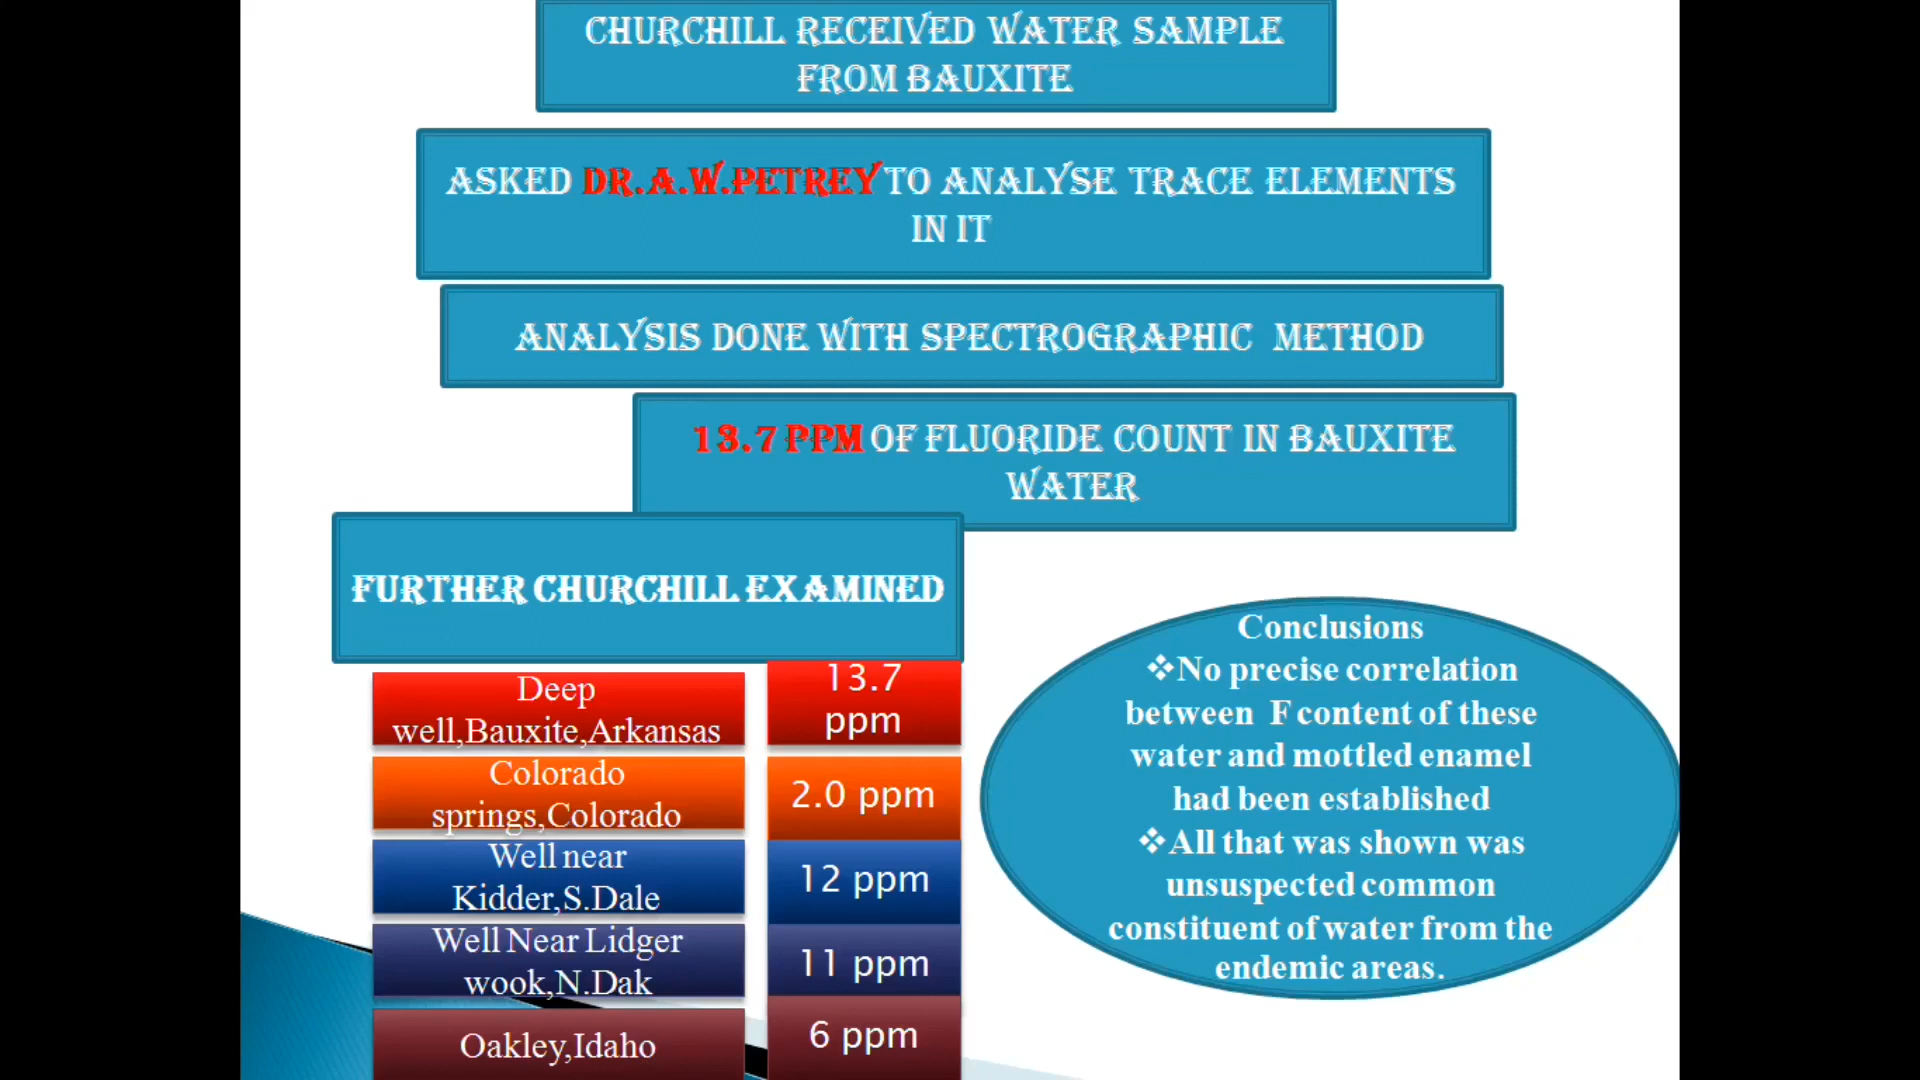 CHURCHILL RECEIVED WATER SAMPLE
FROM BAUXITE
ASKED DR.A.W.PETREY TO ANALYSE TRACE ELEMENTS
IN IT
ANALYSIS DONE WITH SPECTROGRAPHIC METHOD
13.7 PPM OF FLUORIDE COUNT IN BAUXITE
WATER
FURTHER CHURCHILL EXAMINED
Deep
well,Bauxite,Arkansas
13.7
ppm
Colorado
springs,Colorado
2.0 ppm
Well near
Kidder,S.Dale
12 ppm
Well Near Lidger
wook,N.Dak
11 ppm
Oakley,Idaho
6 ppm
Conclusions
❖No precise correlation
between F content of these
water and mottled enamel
had been established
❖All that was shown was
unsuspected common
constituent of water from the
endemic areas.